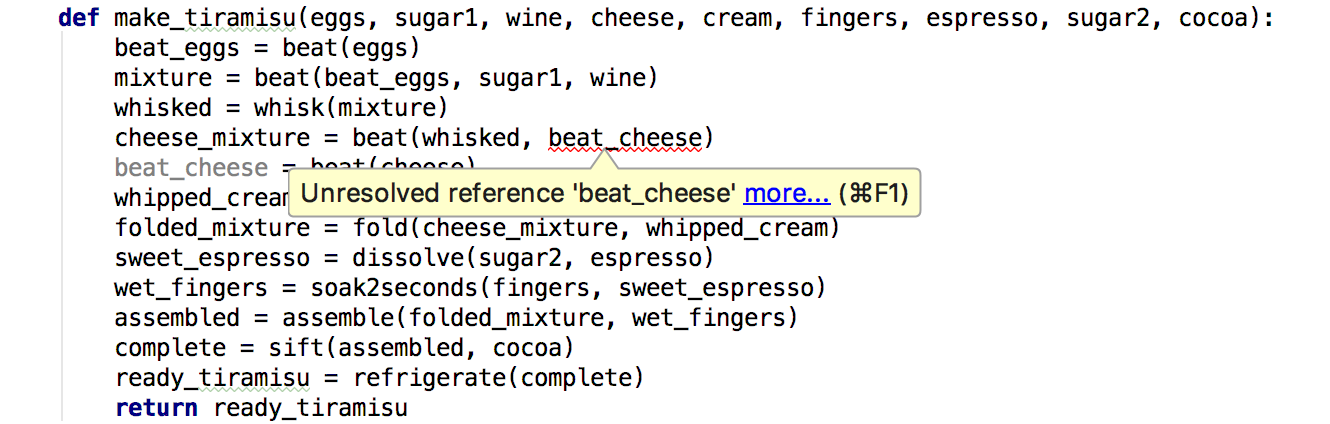 def make_tiramisu(eggs, sugar1, wine, cheese, cream, fingers, espresso, sugar2, cocoa):
beat_eggs = beat(eggs)
mixture = beat(beat_eggs, sugar1, wine)
whisked = whisk(mixture)
cheese_mixture = beat(whisked, beat_cheese)
beat_cheese = beat(cheese)
Unresolved reference 'beat_cheese' more... (⌘F1)
whipped_cream
folded_mixture = fold(cheese_mixture, whipped_cream)
sweet_espresso = dissolve(sugar2, espresso)
wet_fingers = soak2seconds(fingers, sweet_espresso)
assembled = assemble(folded_mixture, wet_fingers)
complete = sift(assembled, cocoa)
ready_tiramisu = refrigerate(complete)
return ready_tiramisu